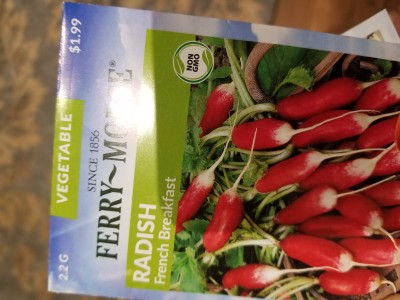 VEGETABLE
$1.99
2.2 G
SINCE 1856
FERRY~MORSE®
RADISH
French Breakfast
NON
GMO